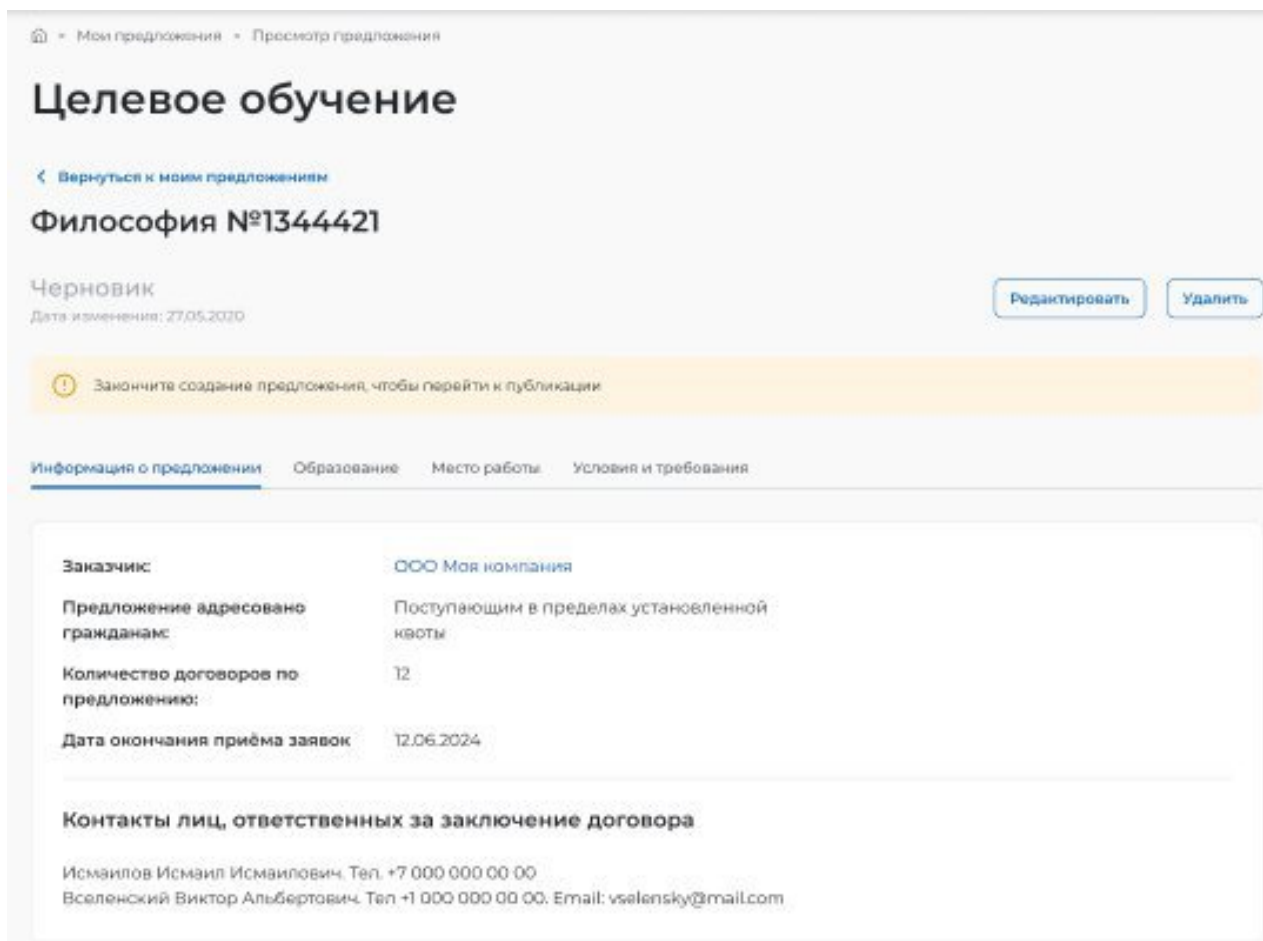 Мои предложения • Просмотр предложения
Целевое обучение
Вернуться к моим предложениям
Философия №1344421
Черновик
Дата изменения: 27.05.2020
Редактировать
Удалить
Закончите создание предложения, чтобы перейти к публикации
Информация о предложении Образование Место работы Условия и требования
Заказчик: ООО Моя компания
Предложение адресовано Поступающим в пределах установленной
гражданам: квоты
Количество договоров по 12
предложению:
Дата окончания приёма заявок 12.06.2024
Контакты лиц, ответственных за заключение договора
Исмаилов Исмаил Исмаилович. Тел. +7 000 000 00 00
Вселенский Виктор Альбертович. Тел +1 000 000 00 00. Email: vselensky@mail.com